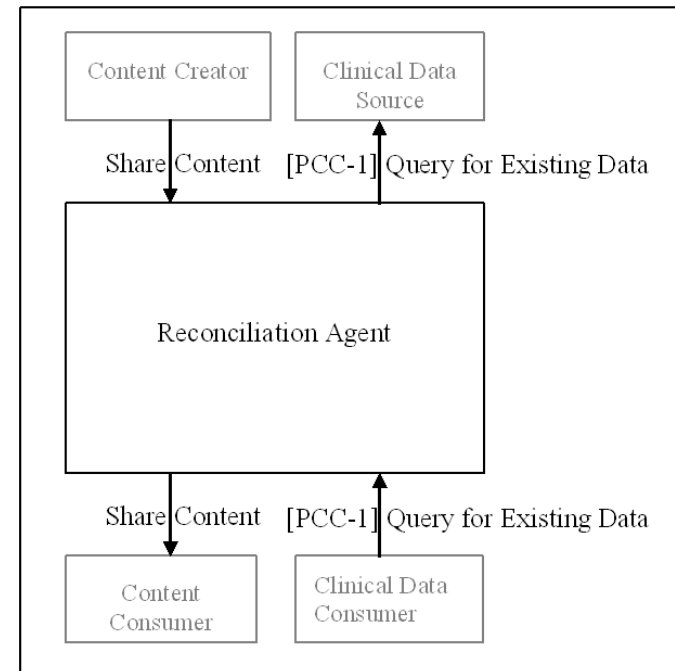 Content Creator
Clinical Data
Source
Share Content
[PCC-1] Query for Existing Data
Reconciliation Agent
Share Content
[PCC-1] Query for Existing Data
Content
Consumer
Clinical Data
Consumer